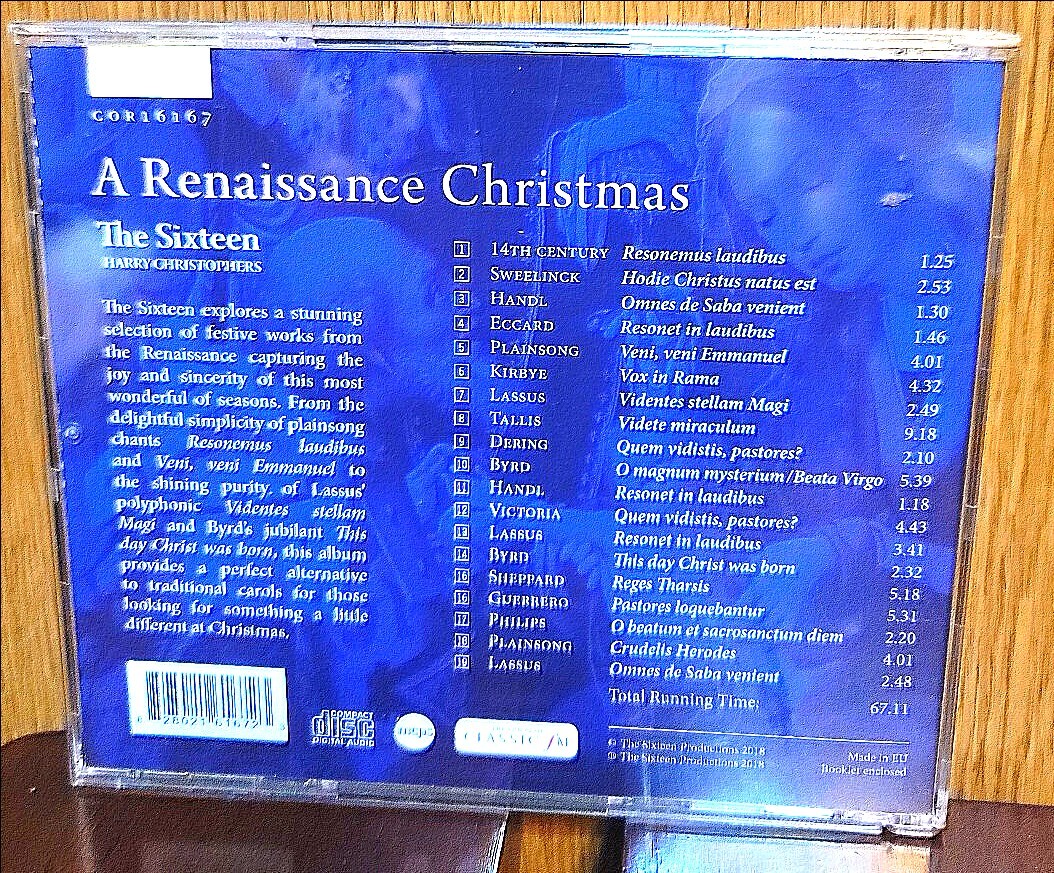 COR16167
A Renaissance Christmas
The Sixteen
HARRY CHRISTOPHERS
The Sixteen explores a stunning
selection of festive works from
the Renaissance capturing the
joy and sincerity of this most
wonderful of seasons. From the
delightful simplicity of plainsong
chants Resonemus laudibus
and Veni, veni Emmanuel to
the shining purity of Lassus'
polyphonic Videntes stellam
Magi and Byrd's jubilant This
day Christ was born, this album
provides a perfect alternative
to traditional carols for those
looking for something a little
different at Christmas.
1 14TH CENTURY Resonemus laudibus 1.25
2 SWEELINCK Hodie Christus natus est 2.53
3 HANDL Omnes de Saba venient 1.30
4 ECCARD Resonet in laudibus 1.46
5 PLAINSONG Veni, veni Emmanuel 4.01
6 KIRBYE Vox in Rama 4.32
7 LASSUS Videntes stellam Magi 2.49
8 TALLIS Videte miraculum 9.18
9 DERING Quem vidistis, pastores? 2.10
10 BYRD O magnum mysterium/Beata Virgo 5.39
11 HANDL Resonet in laudibus 1.18
12 VICTORIA Quem vidistis, pastores? 4.43
13 LASSUS Resonet in laudibus 3.41
14 BYRD This day Christ was born 2.32
15 SHEPPARD Reges Tharsis 5.18
16 GUERRERO Pastores loquebantur 5.31
17 PHILIPS O beatum et sacrosanctum diem 2.20
18 PLAINSONG Crudelis Herodes 4.01
19 LASSUS Omnes de Saba venient 2.48
Total Running Time: 67.11
28021 61672
COMPACT
disc
DIGITAL AUDIO
mcps
CLASSIC FM
© The Sixteen Productions 2018
℗ The Sixteen Productions 2018
Made in EU
Booklet enclosed